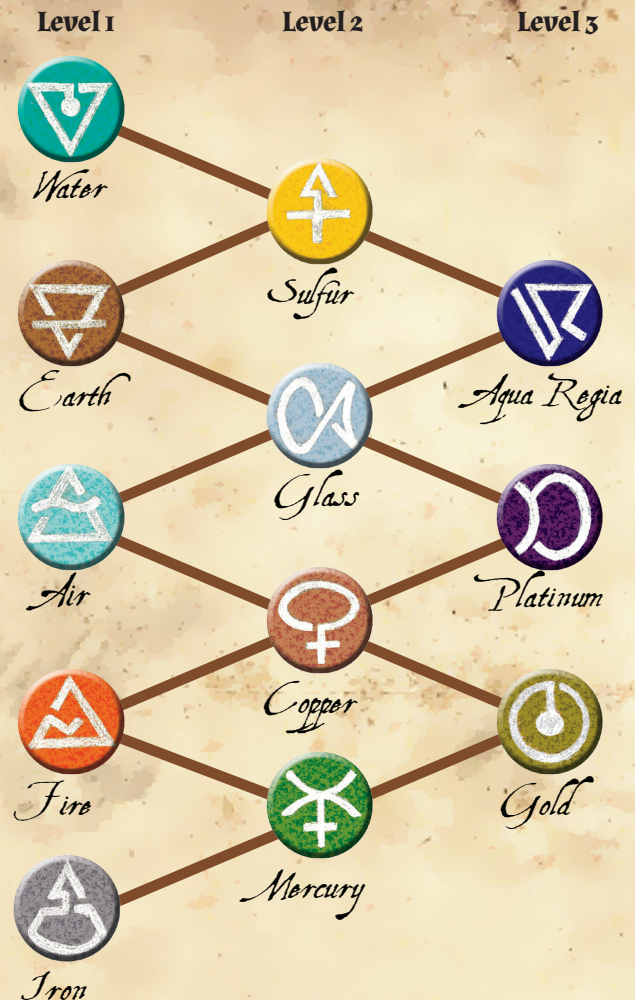 Level 1 Level 2 Level 3
Water
Sulfur
Earth
Aqua Regia
Glass
Air
Platinum
Copper
Fire
Gold
Mercury
Iron